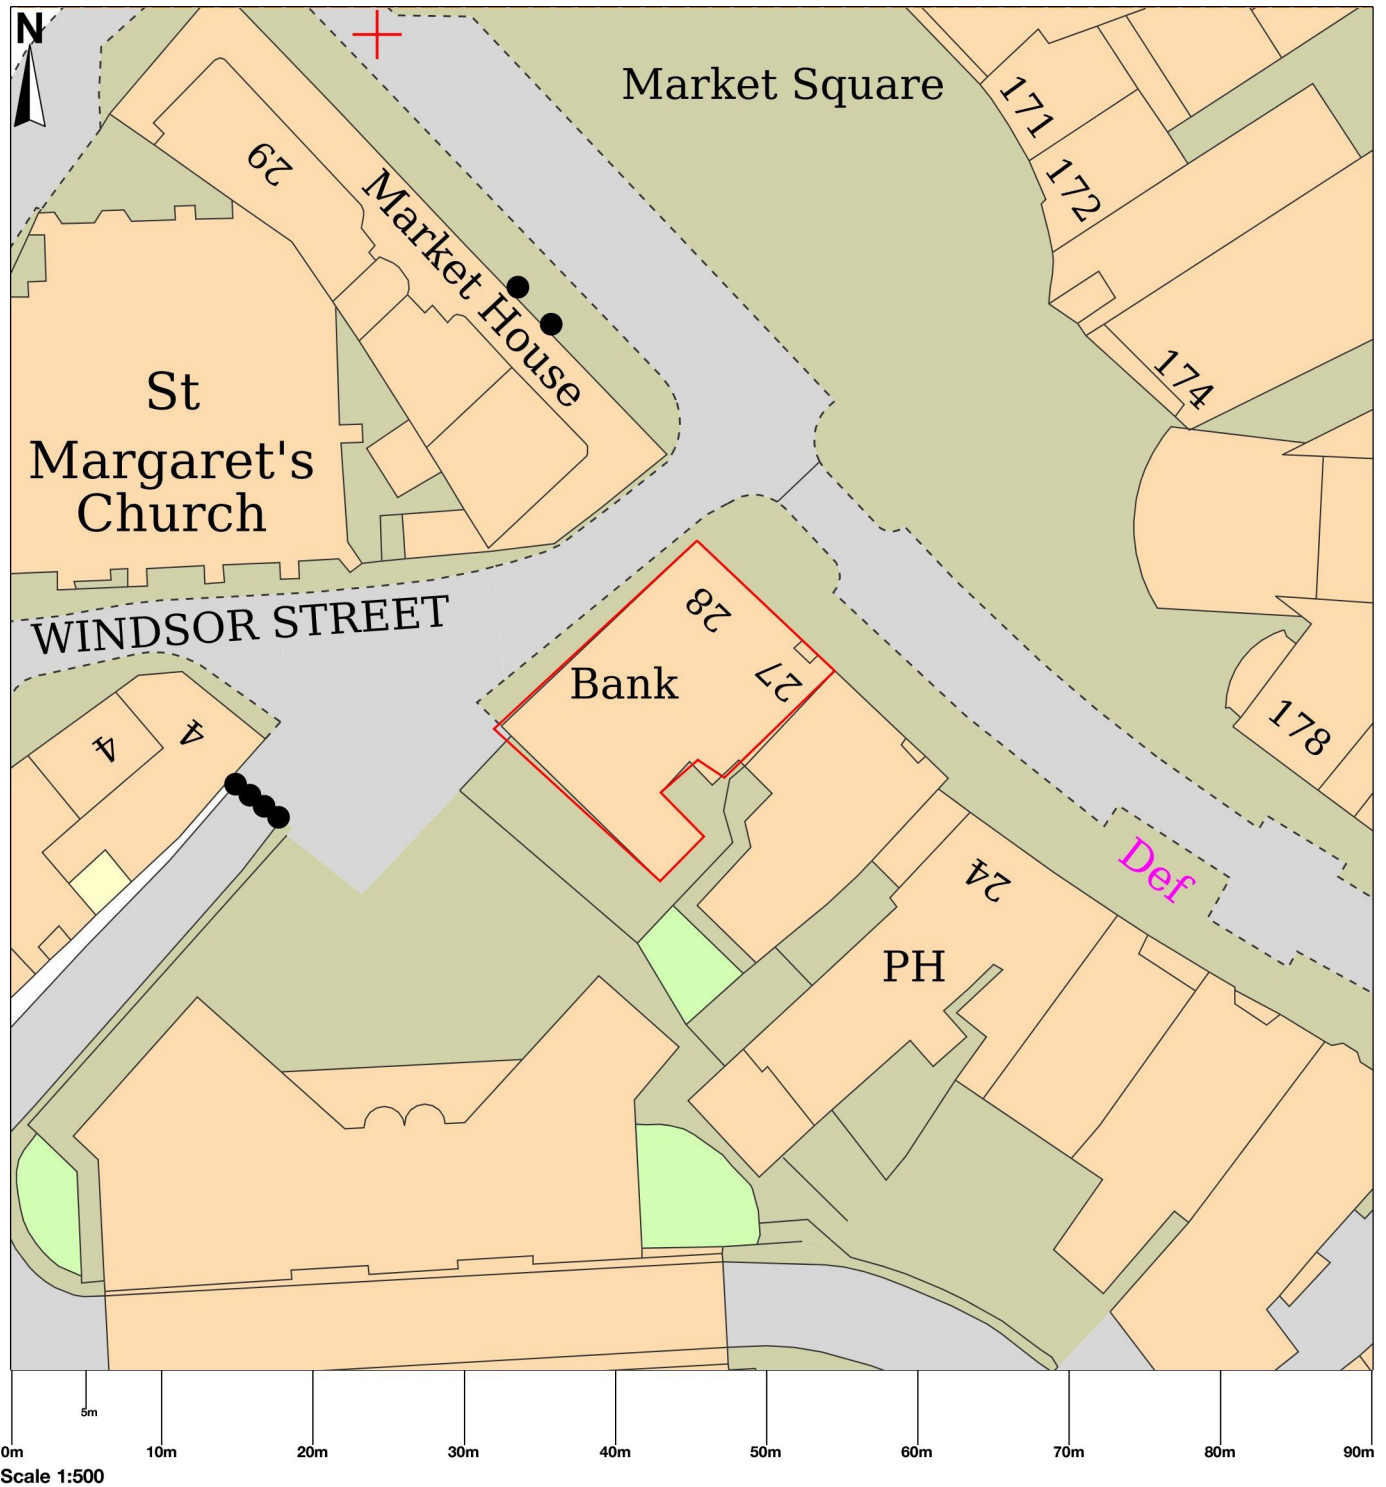 N
Market Square
171
172
29
Market House
174
St
Margaret's
Church
28
WINDSOR STREET
Bank
27
4
4
178
Def
24
PH
5m
0m 10m 20m 30m 40m 50m 60m 70m 80m 90m
Scale 1:500